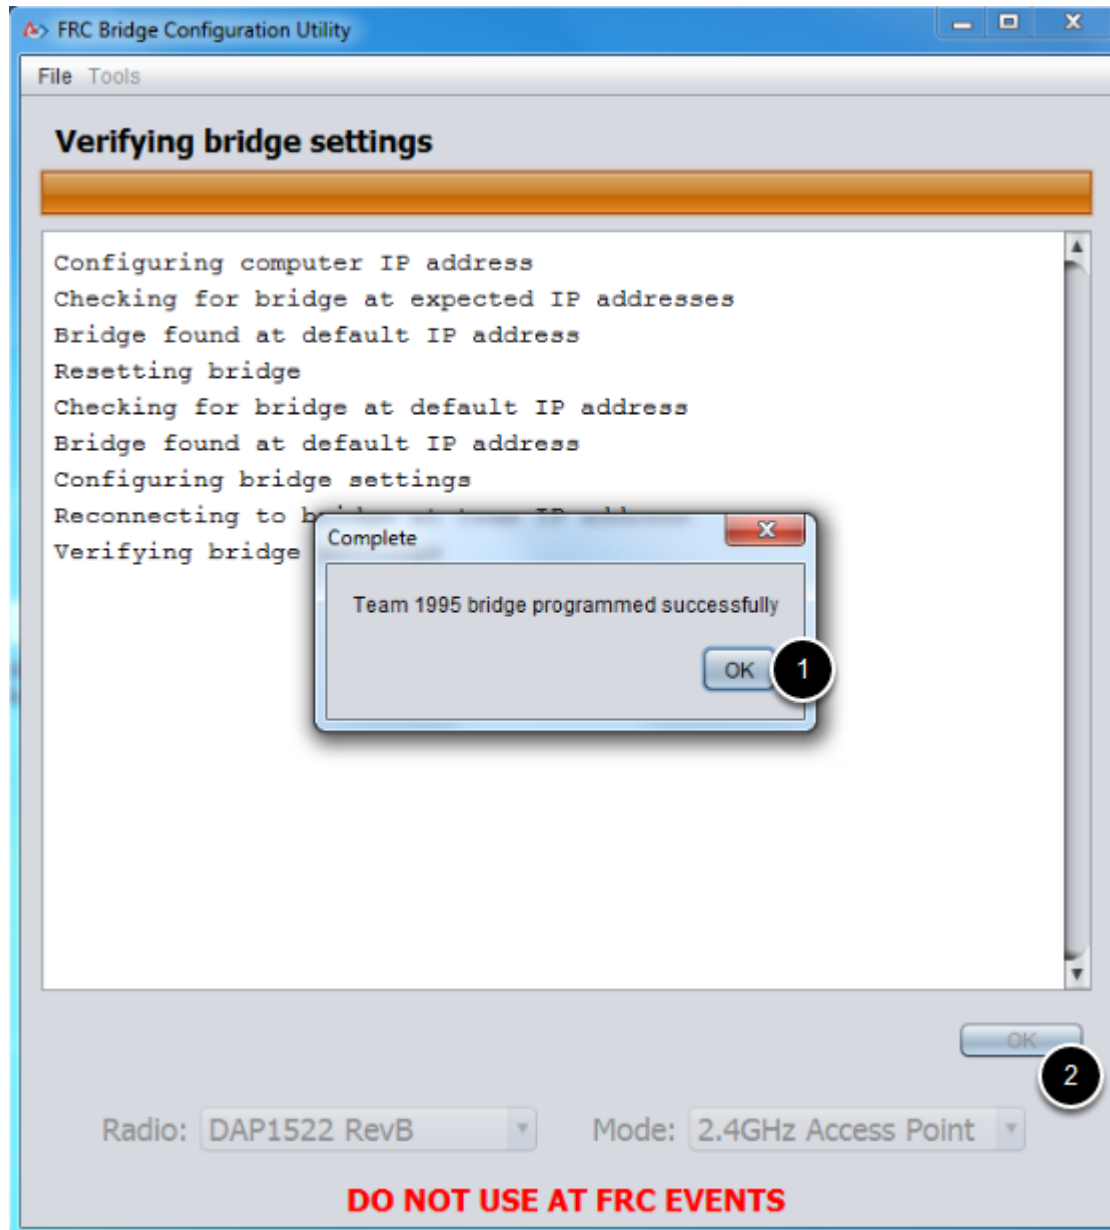 FRC Bridge Configuration Utility
File Tools
Verifying bridge settings
Configuring computer IP address
Checking for bridge at expected IP addresses
Bridge found at default IP address
Resetting bridge
Checking for bridge at default IP address
Bridge found at default IP address
Configuring bridge settings
Reconnecting to
Verifying bridge
Complete
Team 1995 bridge programmed successfully
OK 1
OK
2
Radio: DAP1522 RevB Mode: 2.4GHz Access Point
DO NOT USE AT FRC EVENTS